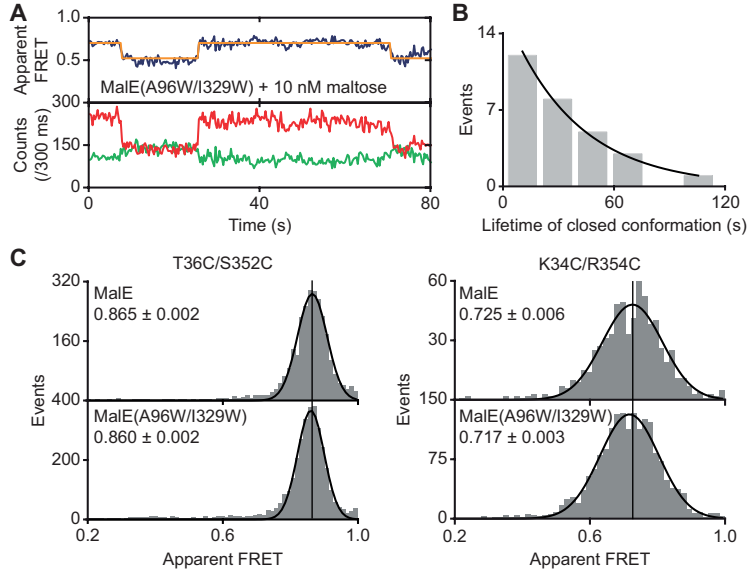 A
Apparent
FRET
1.0
0.5
MalE(A96W/I329W) + 10 nM maltose
Counts
(/300 ms)
300
150
0
0
40
80
Time (s)
B
Events
14
7
0
0
60
120
Lifetime of closed conformation (s)
C
T36C/S352C
Events
320
160
400
200
0
MalE
0.865 ± 0.002
MalE(A96W/I329W)
0.860 ± 0.002
0.2
0.6
1.0
Apparent FRET
K34C/R354C
Events
60
30
150
75
0
MalE
0.725 ± 0.006
MalE(A96W/I329W)
0.717 ± 0.003
0.2
0.6
1.0
Apparent FRET